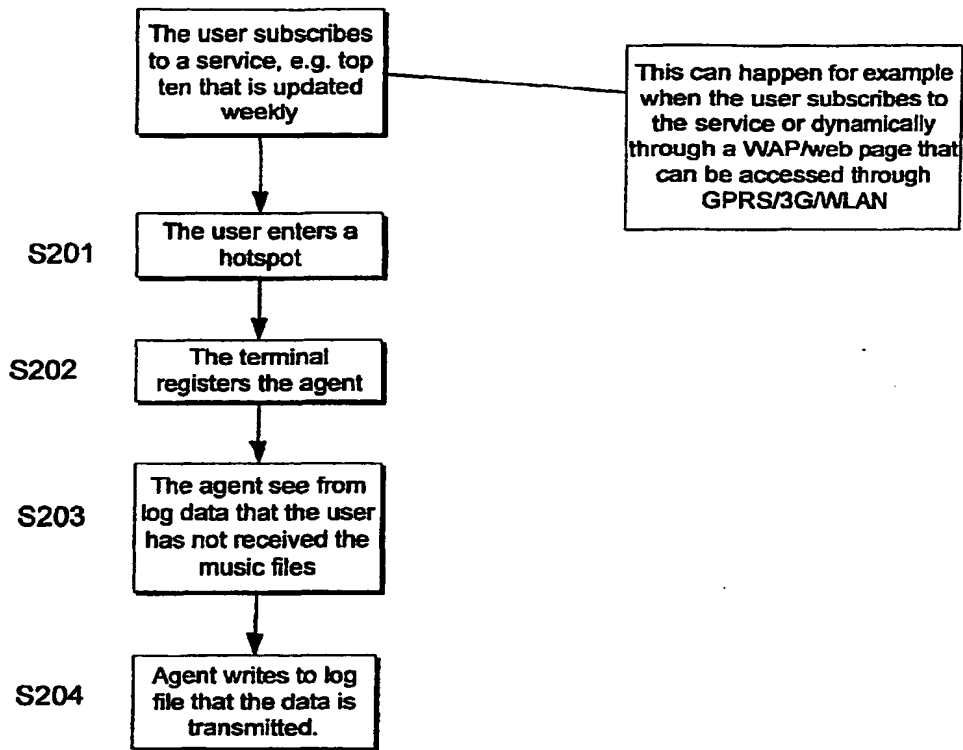 The user subscribes
to a service, e.g. top
ten that is updated
weekly
This can happen for example
when the user subscribes to
the service or dynamically
through a WAP/web page that
can be accessed through
GPRS/3G/WLAN
S201
The user enters a
hotspot
S202
The terminal
registers the agent
S203
The agent see from
log data that the user
has not received the
music files
S204
Agent writes to log
file that the data is
transmitted.